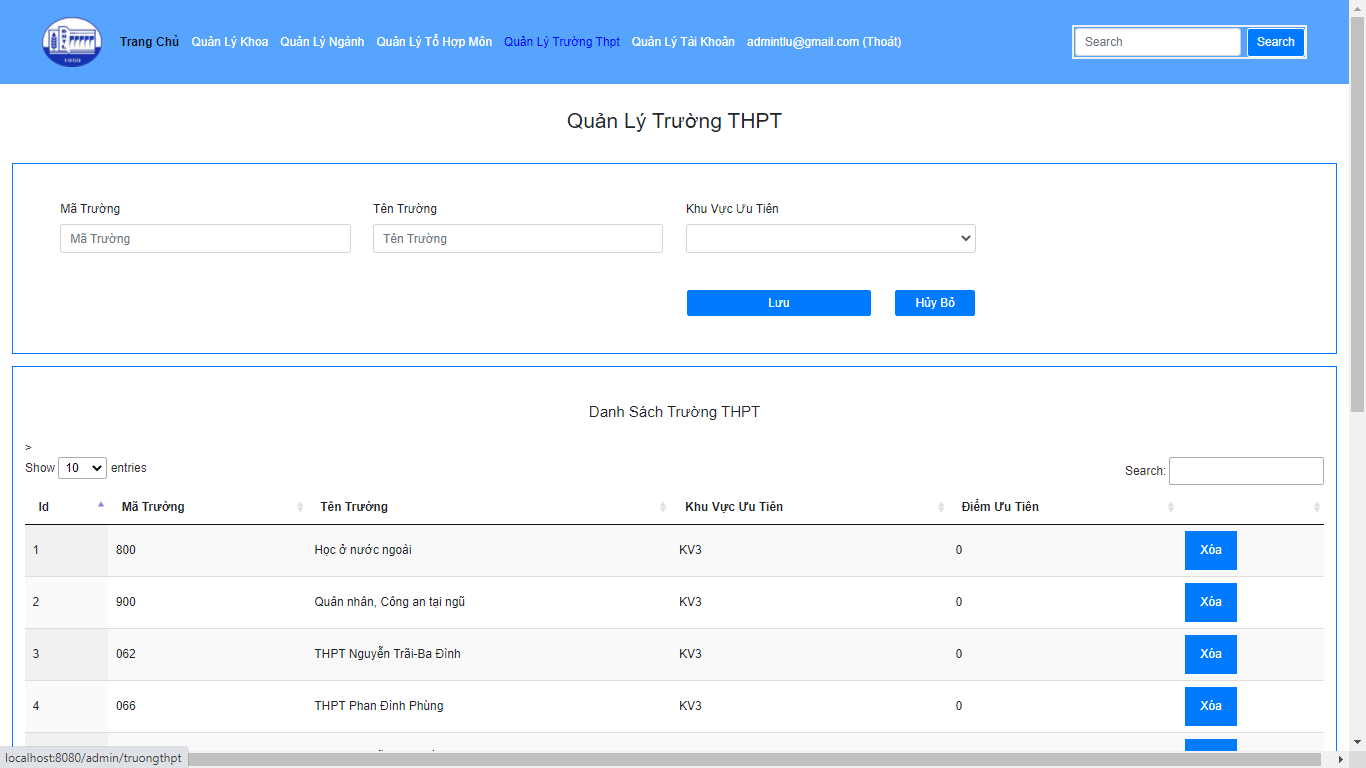 1959
Trang Chủ Quản Lý Khoa Quản Lý Ngành Quản Lý Tổ Hợp Môn Quản Lý Trường Thpt Quản Lý Tài Khoản admintlu@gmail.com (Thoát) Search Search
Quản Lý Trường THPT
Mã Trường Tên Trường Khu Vực Ưu Tiên
Mã Trường Tên Trường
Lưu Hủy Bỏ
Danh Sách Trường THPT
>
Show 10 entries Search:
Id Mã Trường Tên Trường Khu Vực Ưu Tiên Điểm Ưu Tiên
1 800 Học ở nước ngoài KV3 0 Xóa
2 900 Quân nhân, Công an tại ngũ KV3 0 Xóa
3 062 THPT Nguyễn Trãi-Ba Đình KV3 0 Xóa
4 066 THPT Phan Đình Phùng KV3 0 Xóa
localhost:8080/admin/truongthpt